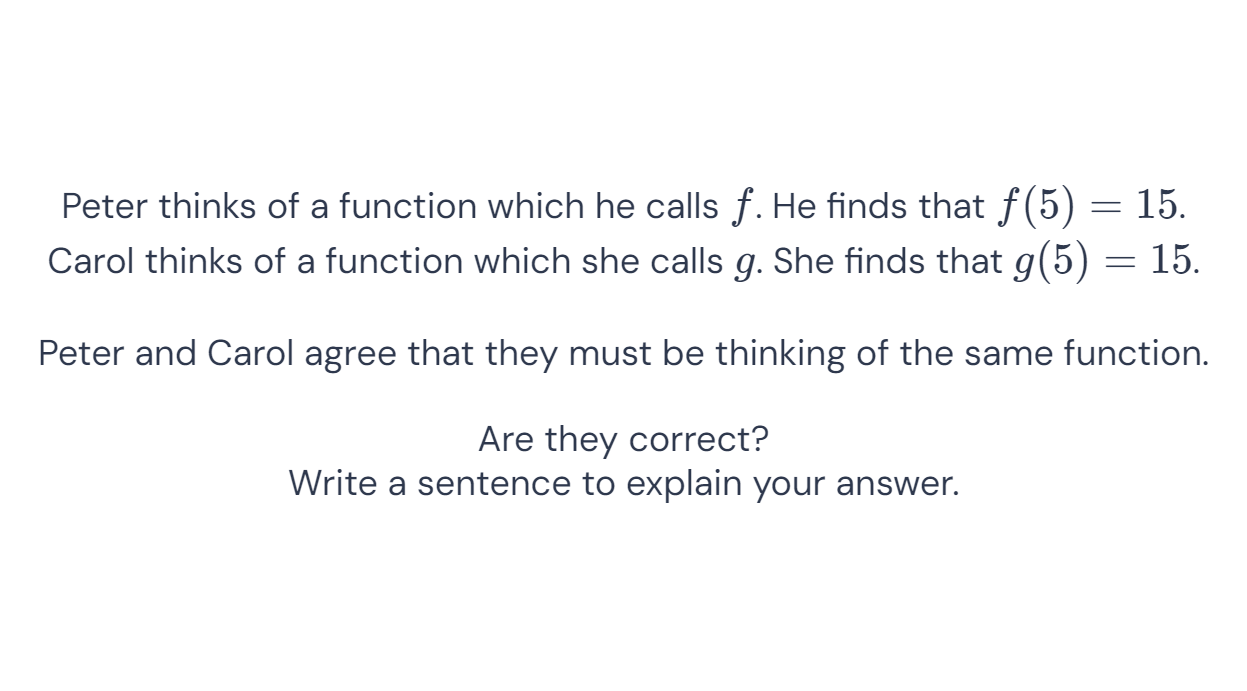 Peter thinks of a function which he calls f. He finds that f(5) = 15.
Carol thinks of a function which she calls g. She finds that g(5) = 15.
Peter and Carol agree that they must be thinking of the same function.
Are they correct?
Write a sentence to explain your answer.